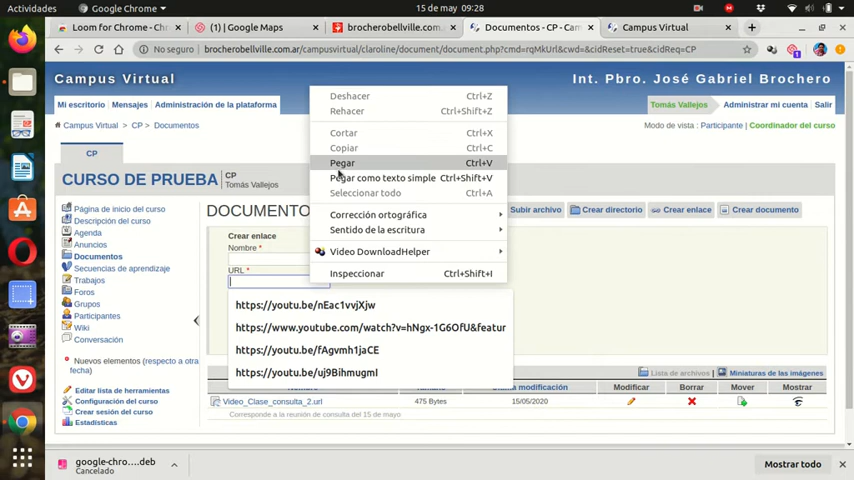 Actividades
15 de may 09:28
Loom for Chrome - Chr
(1) | Google Maps
brocherobellville.com.a
Documentos - CP - Cam
Campus Virtual
No seguro
brocherobellville.com.ar/campusvirtual/claroline/document/document.php?cmd=rqMkUrl&cwd=&cidReset=true&cidReq=CP
Campus Virtual
Int. Pbro. José Gabriel Brochero
Mi escritorio
Mensajes
Administración de la plataforma
Tomás Vallejos
Administrar mi cuenta
Salir
Campus Virtual > CP > Documentos
Modo de vista : Participante | Coordinador del curso
CP
CURSO DE PRUEBA
CP
Tomás Vallejos
Página de inicio del curso
Descripción del curso
Agenda
Anuncios
Documentos
Secuencias de aprendizaje
Trabajos
Foros
Grupos
Participantes
Wiki
Conversación
Nuevos elementos (respecto a otra
fecha)
Editar lista de herramientas
Configuración del curso
Crear sesión del curso
Estadísticas
DOCUMENTO
Subir archivo
Crear directorio
Crear enlace
Crear documento
Crear enlace
Nombre *
URL *
https://youtu.be/nEac1vvjXjw
https://www.youtube.com/watch?v=hNgx-1G6OfU&featur
https://youtu.be/fAgvmh1jaCE
https://youtu.be/uj9BihmugmI
Deshacer Ctrl+Z
Rehacer Ctrl+Shift+Z
Cortar Ctrl+X
Copiar Ctrl+C
Pegar Ctrl+V
Pegar como texto simple Ctrl+Shift+V
Seleccionar todo Ctrl+A
Corrección ortográfica
Sentido de la escritura
Video DownloadHelper
Inspeccionar Ctrl+Shift+I
Lista de archivos | Miniaturas de las imágenes
Última modificación
Modificar
Borrar
Mover
Mostrar
Video_Clase_consulta_2.url
475 Bytes
15/05/2020
Corresponde a la reunión de consulta del 15 de mayo
google-chro....deb
Cancelado
Mostrar todo